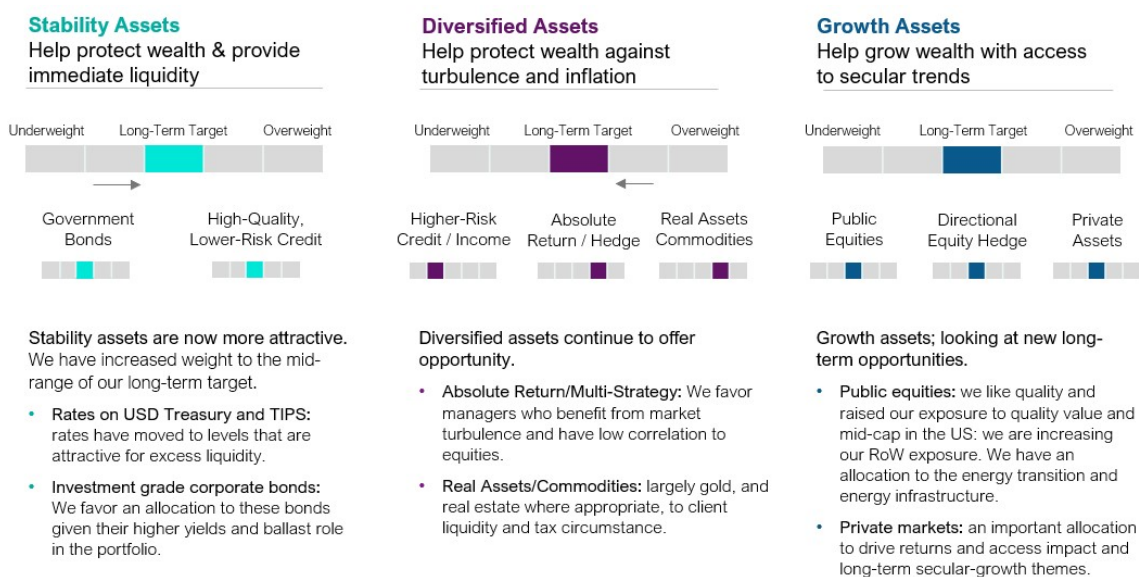 Stability Assets
Help protect wealth & provide
immediate liquidity
Underweight Long-Term Target Overweight
Government
Bonds
High-Quality,
Lower-Risk Credit
Stability assets are now more attractive.
We have increased weight to the mid-
range of our long-term target.
• Rates on USD Treasury and TIPS:
rates have moved to levels that are
attractive for excess liquidity.
• Investment grade corporate bonds:
We favor an allocation to these bonds
given their higher yields and ballast role
in the portfolio.
Diversified Assets
Help protect wealth against
turbulence and inflation
Underweight Long-Term Target Overweight
Higher-Risk
Credit / Income
Absolute
Return / Hedge
Real Assets
Commodities
Diversified assets continue to offer
opportunity.
• Absolute Return/Multi-Strategy: We favor
managers who benefit from market
turbulence and have low correlation to
equities.
• Real Assets/Commodities: largely gold, and
real estate where appropriate, to client
liquidity and tax circumstance.
Growth Assets
Help grow wealth with access
to secular trends
Underweight Long-Term Target Overweight
Public
Equities
Directional
Equity Hedge
Private
Assets
Growth assets; looking at new long-
term opportunities.
• Public equities: we like quality and
raised our exposure to quality value and
mid-cap in the US: we are increasing
our RoW exposure. We have an
allocation to the energy transition and
energy infrastructure.
• Private markets: an important allocation
to drive returns and access impact and
long-term secular-growth themes.